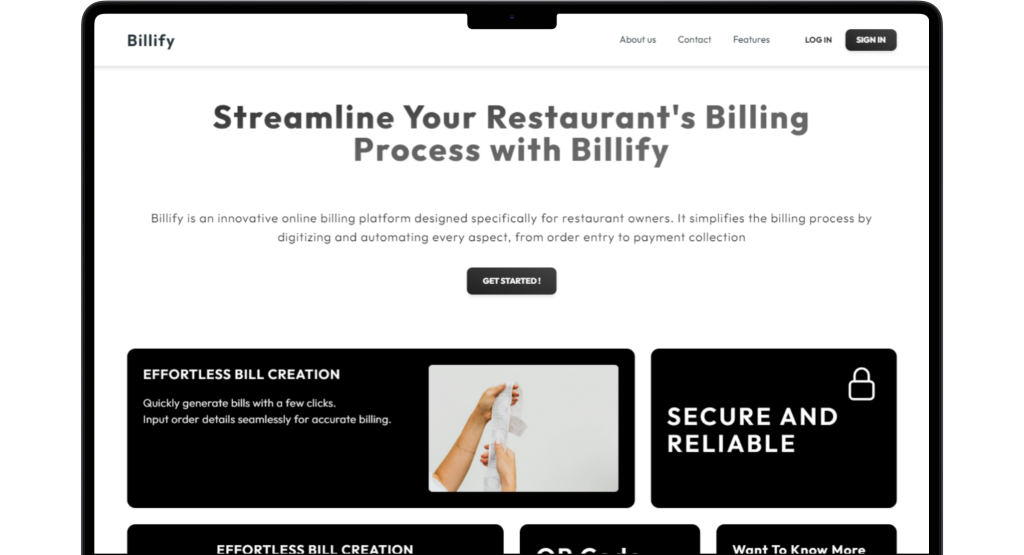 Billify
About us Contact Features LOG IN SIGN IN
Streamline Your Restaurant's Billing
Process with Billify
Billify is an innovative online billing platform designed specifically for restaurant owners. It simplifies the billing process by
digitizing and automating every aspect, from order entry to payment collection
GET STARTED !
EFFORTLESS BILL CREATION
Quickly generate bills with a few clicks.
Input order details seamlessly for accurate billing.
SECURE AND
RELIABLE
EFFORTLESS BILL CREATION
QR Code
Want To Know More